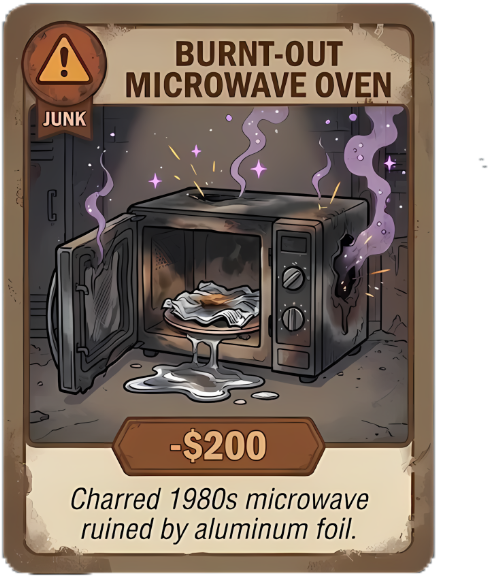 BURNT-OUT
MICROWAVE OVEN
JUNK
-$200
Charred 1980s microwave
ruined by aluminum foil.